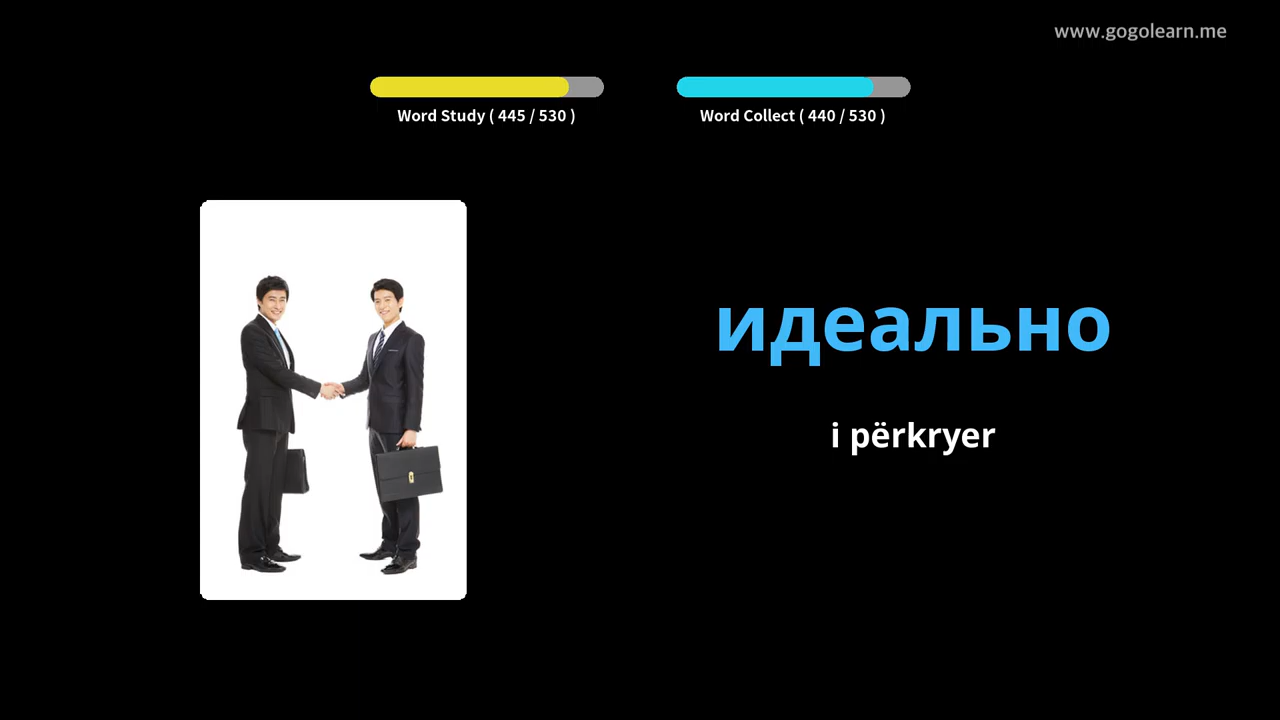 www.gogolearn.me
Word Study ( 445 / 530 )
Word Collect ( 440 / 530 )
идеально
i përkryer